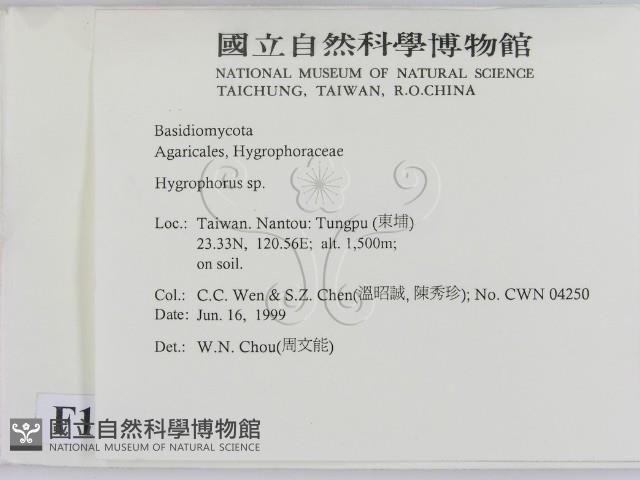 國立自然科學博物館
NATIONAL MUSEUM OF NATURAL SCIENCE
TAICHUNG, TAIWAN, R.O.CHINA
Basidiomycota
Agaricales, Hygrophoraceae
Hygrophorus sp.
Loc.: Taiwan. Nantou: Tungpu (東埔)
23.33N, 120.56E; alt. 1,500m;
on soil.
Col.: C.C. Wen & S.Z. Chen(溫昭誠, 陳秀珍); No. CWN 04250
Date: Jun. 16, 1999
Det.: W.N. Chou(周文能)
F1
國立自然科學博物館
NATIONAL MUSEUM OF NATURAL SCIENCE